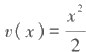 υ(x) = x²/2